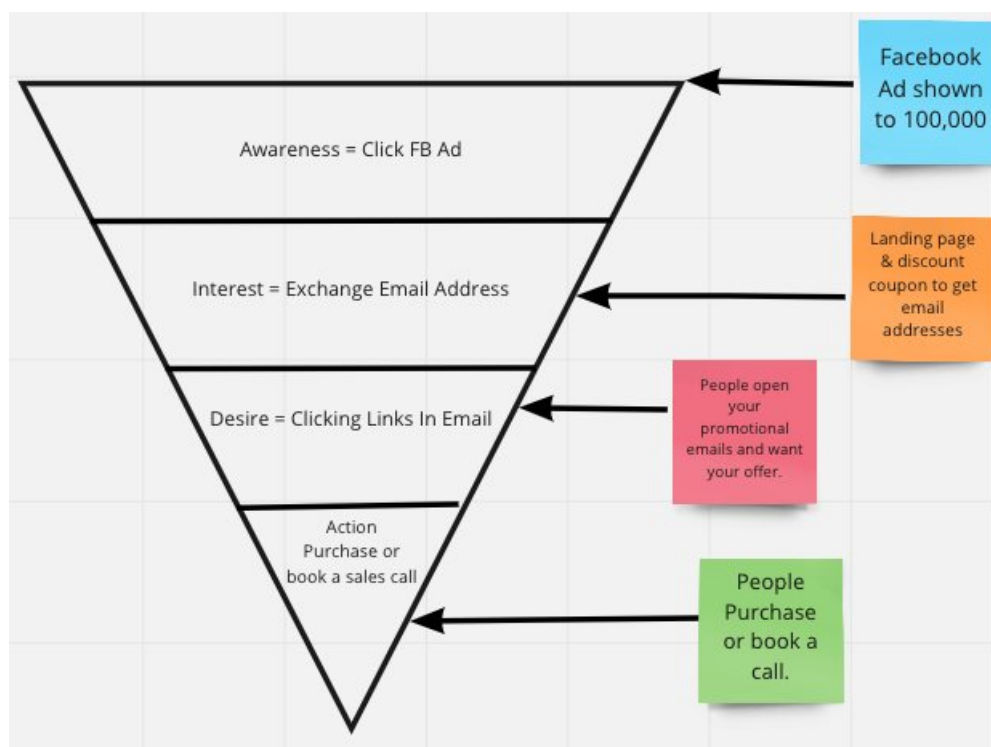 Facebook
Ad shown
to 100,000
Awareness = Click FB Ad
Landing page
& discount
coupon to get
email
addresses
Interest = Exchange Email Address
People open
your
promotional
emails and want
your offer.
Desire = Clicking Links In Email
Action
Purchase or
book a sales call
People
Purchase
or book a
call.